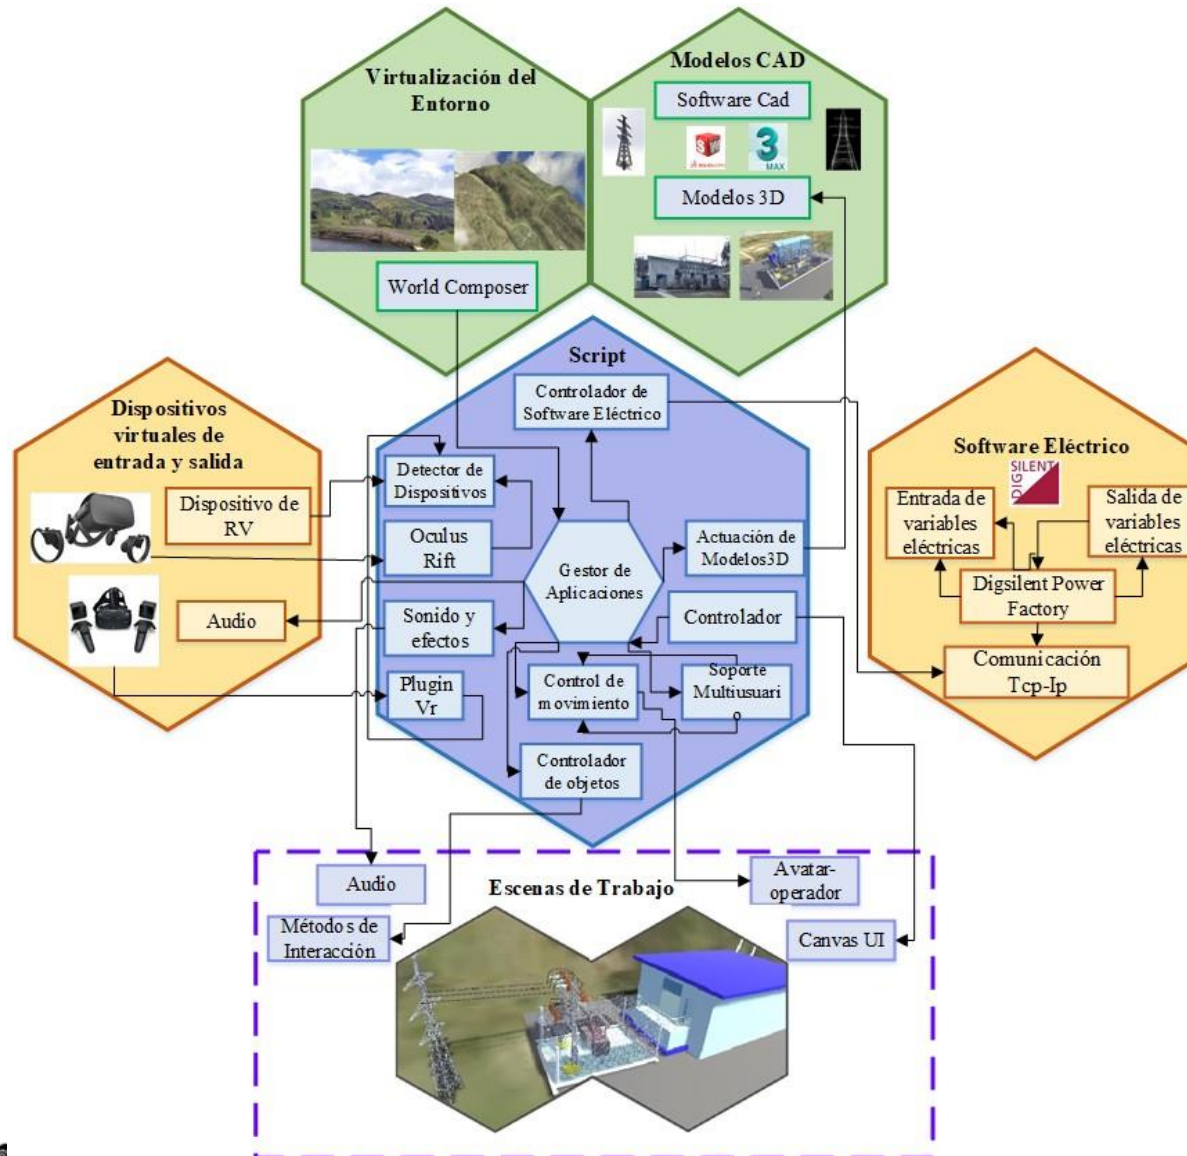 Virtualización del
Entorno
World Composer
Modelos CAD
Software Cad
SW
3
MAX
Modelos 3D
Script
Controlador de
Software Eléctrico
Detector de
Dispositivos
Oculus
Rift
Gestor de
Aplicaciones
Actuación de
Modelos3D
Sonido y
efectos
Controlador
Plugin
Vr
Control de
movimiento
Soporte
Multiusuari
o
Controlador
de objetos
Dispositivos
virtuales de
entrada y salida
Dispositivo de
RV
Audio
Software Eléctrico
DIGSILENT
Entrada de
variables
eléctricas
Salida de
variables
eléctricas
Digsilent Power
Factory
Comunicación
Tcp-Ip
Escenas de Trabajo
Audio
Avatar-
operador
Métodos de
Interacción
Canvas UI